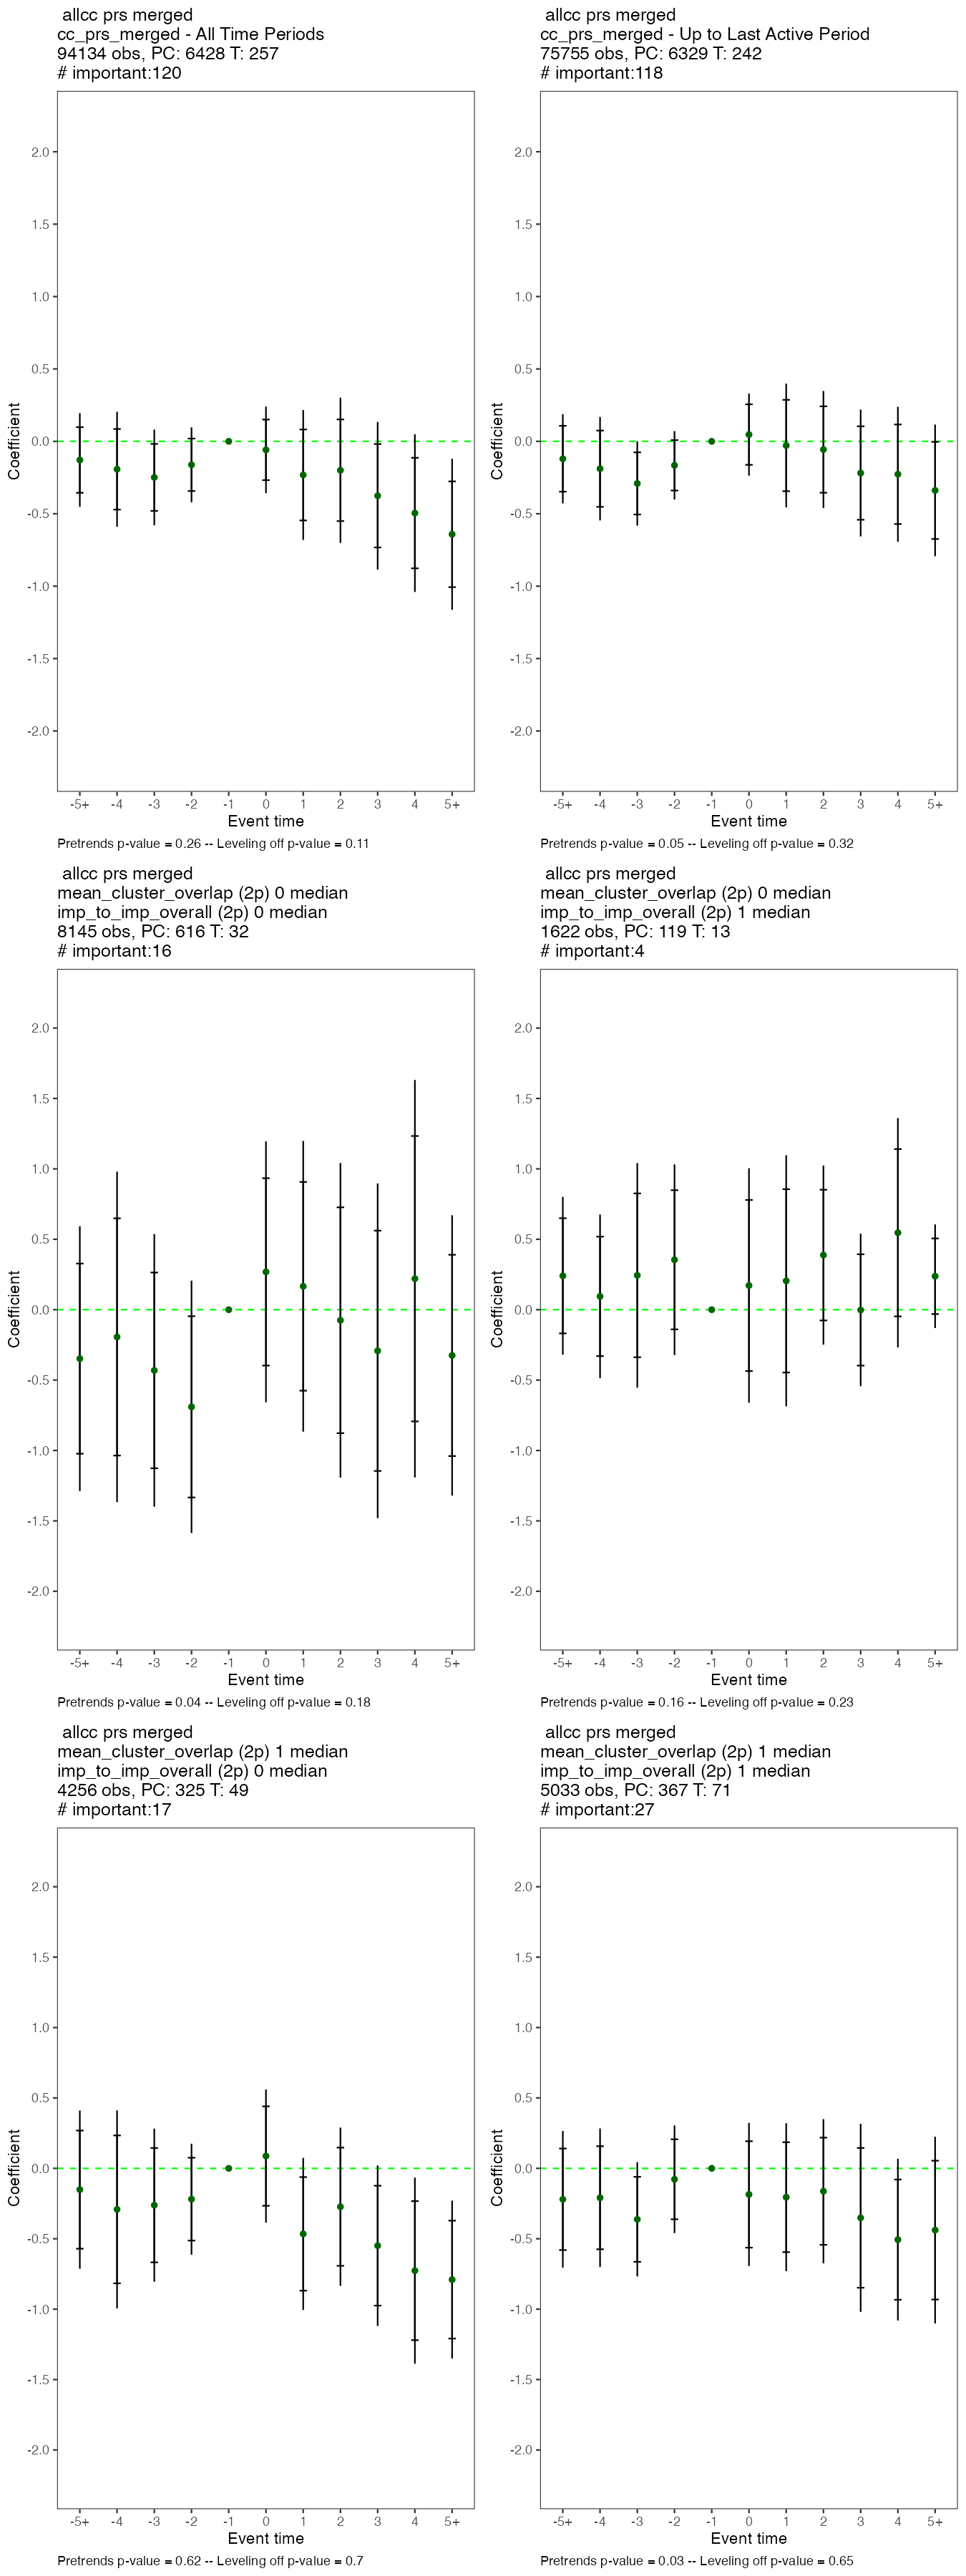 allcc prs merged
cc_prs_merged - All Time Periods
94134 obs, PC: 6428 T: 257
# important:120
2.0
1.5
1.0
0.5
0.0
-0.5
-1.0
-1.5
-2.0
Coefficient
-5+ -4 -3 -2 -1 0 1 2 3 4 5+
Event time
Pretrends p-value = 0.26 -- Leveling off p-value = 0.11
allcc prs merged
cc_prs_merged - Up to Last Active Period
75755 obs, PC: 6329 T: 242
# important:118
2.0
1.5
1.0
0.5
0.0
-0.5
-1.0
-1.5
-2.0
Coefficient
-5+ -4 -3 -2 -1 0 1 2 3 4 5+
Event time
Pretrends p-value = 0.05 -- Leveling off p-value = 0.32
allcc prs merged
mean_cluster_overlap (2p) 0 median
imp_to_imp_overall (2p) 0 median
8145 obs, PC: 616 T: 32
# important:16
2.0
1.5
1.0
0.5
0.0
-0.5
-1.0
-1.5
-2.0
Coefficient
-5+ -4 -3 -2 -1 0 1 2 3 4 5+
Event time
Pretrends p-value = 0.04 -- Leveling off p-value = 0.18
allcc prs merged
mean_cluster_overlap (2p) 0 median
imp_to_imp_overall (2p) 1 median
1622 obs, PC: 119 T: 13
# important:4
2.0
1.5
1.0
0.5
0.0
-0.5
-1.0
-1.5
-2.0
Coefficient
-5+ -4 -3 -2 -1 0 1 2 3 4 5+
Event time
Pretrends p-value = 0.16 -- Leveling off p-value = 0.23
allcc prs merged
mean_cluster_overlap (2p) 1 median
imp_to_imp_overall (2p) 0 median
4256 obs, PC: 325 T: 49
# important:17
2.0
1.5
1.0
0.5
0.0
-0.5
-1.0
-1.5
-2.0
Coefficient
-5+ -4 -3 -2 -1 0 1 2 3 4 5+
Event time
Pretrends p-value = 0.62 -- Leveling off p-value = 0.7
allcc prs merged
mean_cluster_overlap (2p) 1 median
imp_to_imp_overall (2p) 1 median
5033 obs, PC: 367 T: 71
# important:27
2.0
1.5
1.0
0.5
0.0
-0.5
-1.0
-1.5
-2.0
Coefficient
-5+ -4 -3 -2 -1 0 1 2 3 4 5+
Event time
Pretrends p-value = 0.03 -- Leveling off p-value = 0.65